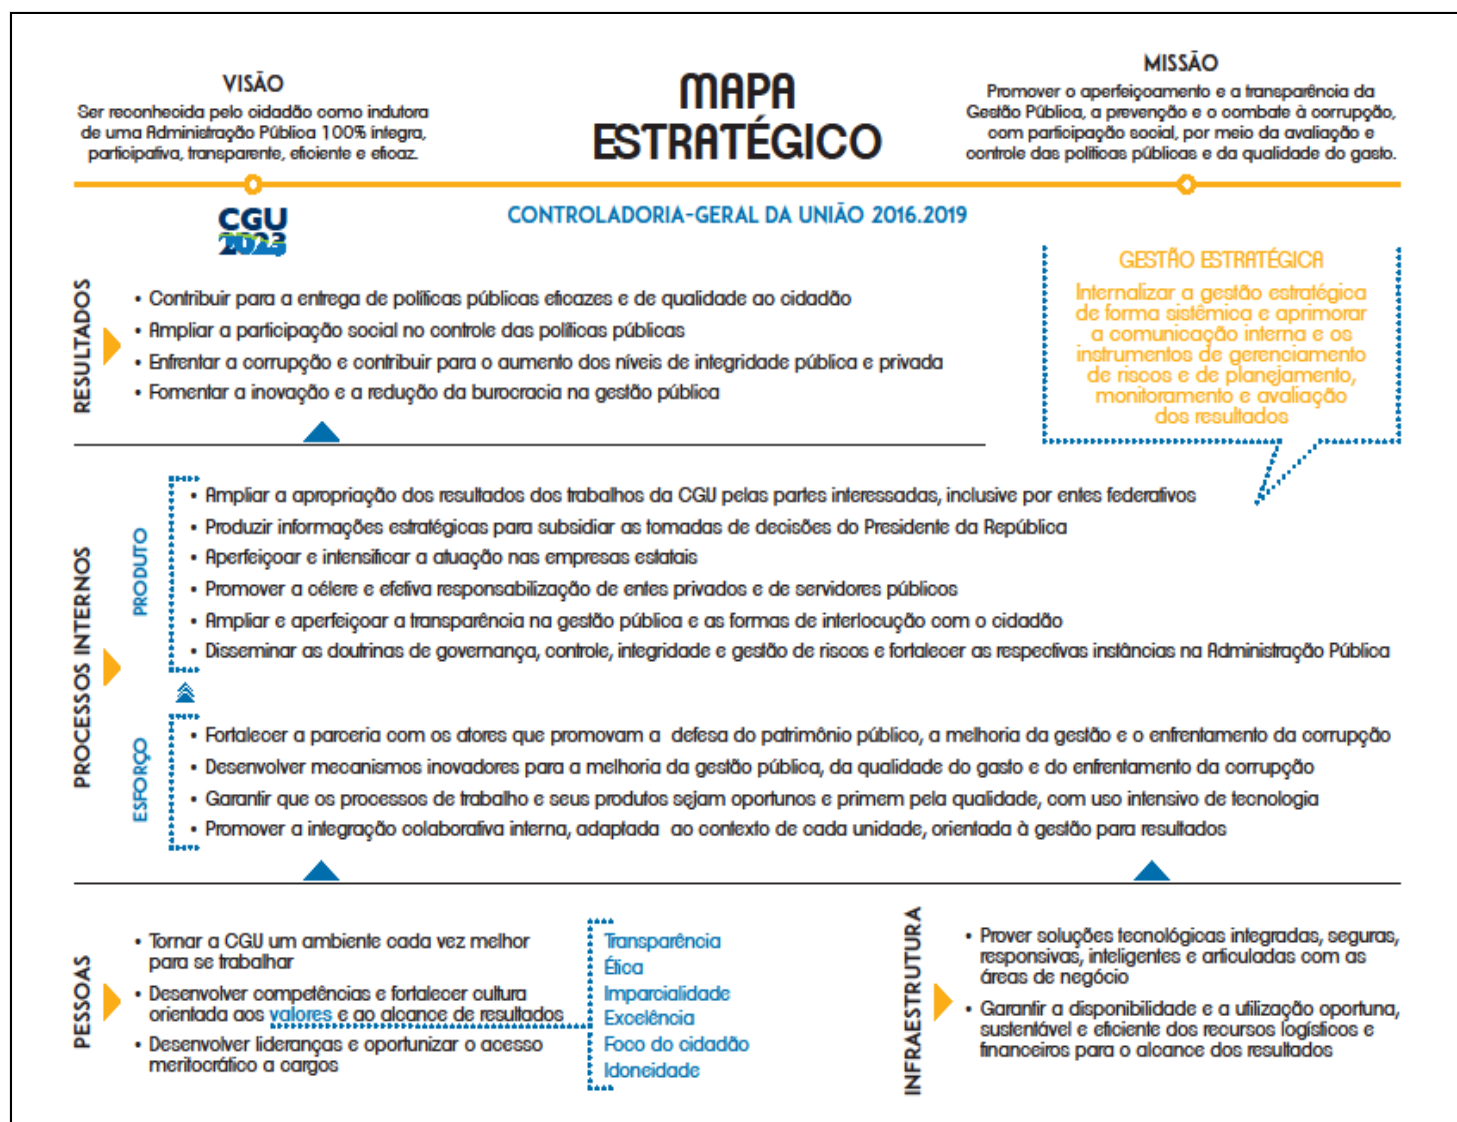 VISÃO
Ser reconhecida pelo cidadão como indutora
de uma Administração Pública 100% íntegra,
participativa, transparente, eficiente e eficaz.
MAPA
ESTRATÉGICO
MISSÃO
Promover o aperfeiçoamento e a transparência da
Gestão Pública, a prevenção e o combate à corrupção,
com participação social, por meio da avaliação e
controle das políticas públicas e da qualidade do gasto.
CGU
2023
CONTROLADORIA-GERAL DA UNIÃO 2016.2019
GESTÃO ESTRATÉGICA
Internalizar a gestão estratégica
de forma sistêmica e aprimorar
a comunicação interna e os
instrumentos de gerenciamento
de riscos e de planejamento,
monitoramento e avaliação
dos resultados
RESULTADOS
• Contribuir para a entrega de políticas públicas eficazes e de qualidade ao cidadão
• Ampliar a participação social no controle das políticas públicas
• Enfrentar a corrupção e contribuir para o aumento dos níveis de integridade pública e privada
• Fomentar a inovação e a redução da burocracia na gestão pública
PROCESSOS INTERNOS
PRODUTO
• Ampliar a apropriação dos resultados dos trabalhos da CGU pelas partes interessadas, inclusive por entes federativos
• Produzir informações estratégicas para subsidiar as tomadas de decisões do Presidente da República
• Aperfeiçoar e intensificar a atuação nas empresas estatais
• Promover a célere e efetiva responsabilização de entes privados e de servidores públicos
• Ampliar e aperfeiçoar a transparência na gestão pública e as formas de interlocução com o cidadão
• Disseminar as doutrinas de governança, controle, integridade e gestão de riscos e fortalecer as respectivas instâncias na Administração Pública
ESFORÇO
• Fortalecer a parceria com os atores que promovam a defesa do patrimônio público, a melhoria da gestão e o enfrentamento da corrupção
• Desenvolver mecanismos inovadores para a melhoria da gestão pública, da qualidade do gasto e do enfrentamento da corrupção
• Garantir que os processos de trabalho e seus produtos sejam oportunos e primem pela qualidade, com uso intensivo de tecnologia
• Promover a integração colaborativa interna, adaptada ao contexto de cada unidade, orientada à gestão para resultados
PESSOAS
• Tornar a CGU um ambiente cada vez melhor
para se trabalhar
• Desenvolver competências e fortalecer cultura
orientada aos valores e ao alcance de resultados
• Desenvolver lideranças e oportunizar o acesso
meritocrático a cargos
Transparência
Ética
Imparcialidade
Excelência
Foco do cidadão
Idoneidade
INFRAESTRUTURA
• Prover soluções tecnológicas integradas, seguras,
responsivas, inteligentes e articuladas com as
áreas de negócio
• Garantir a disponibilidade e a utilização oportuna,
sustentável e eficiente dos recursos logísticos e
financeiros para o alcance dos resultados